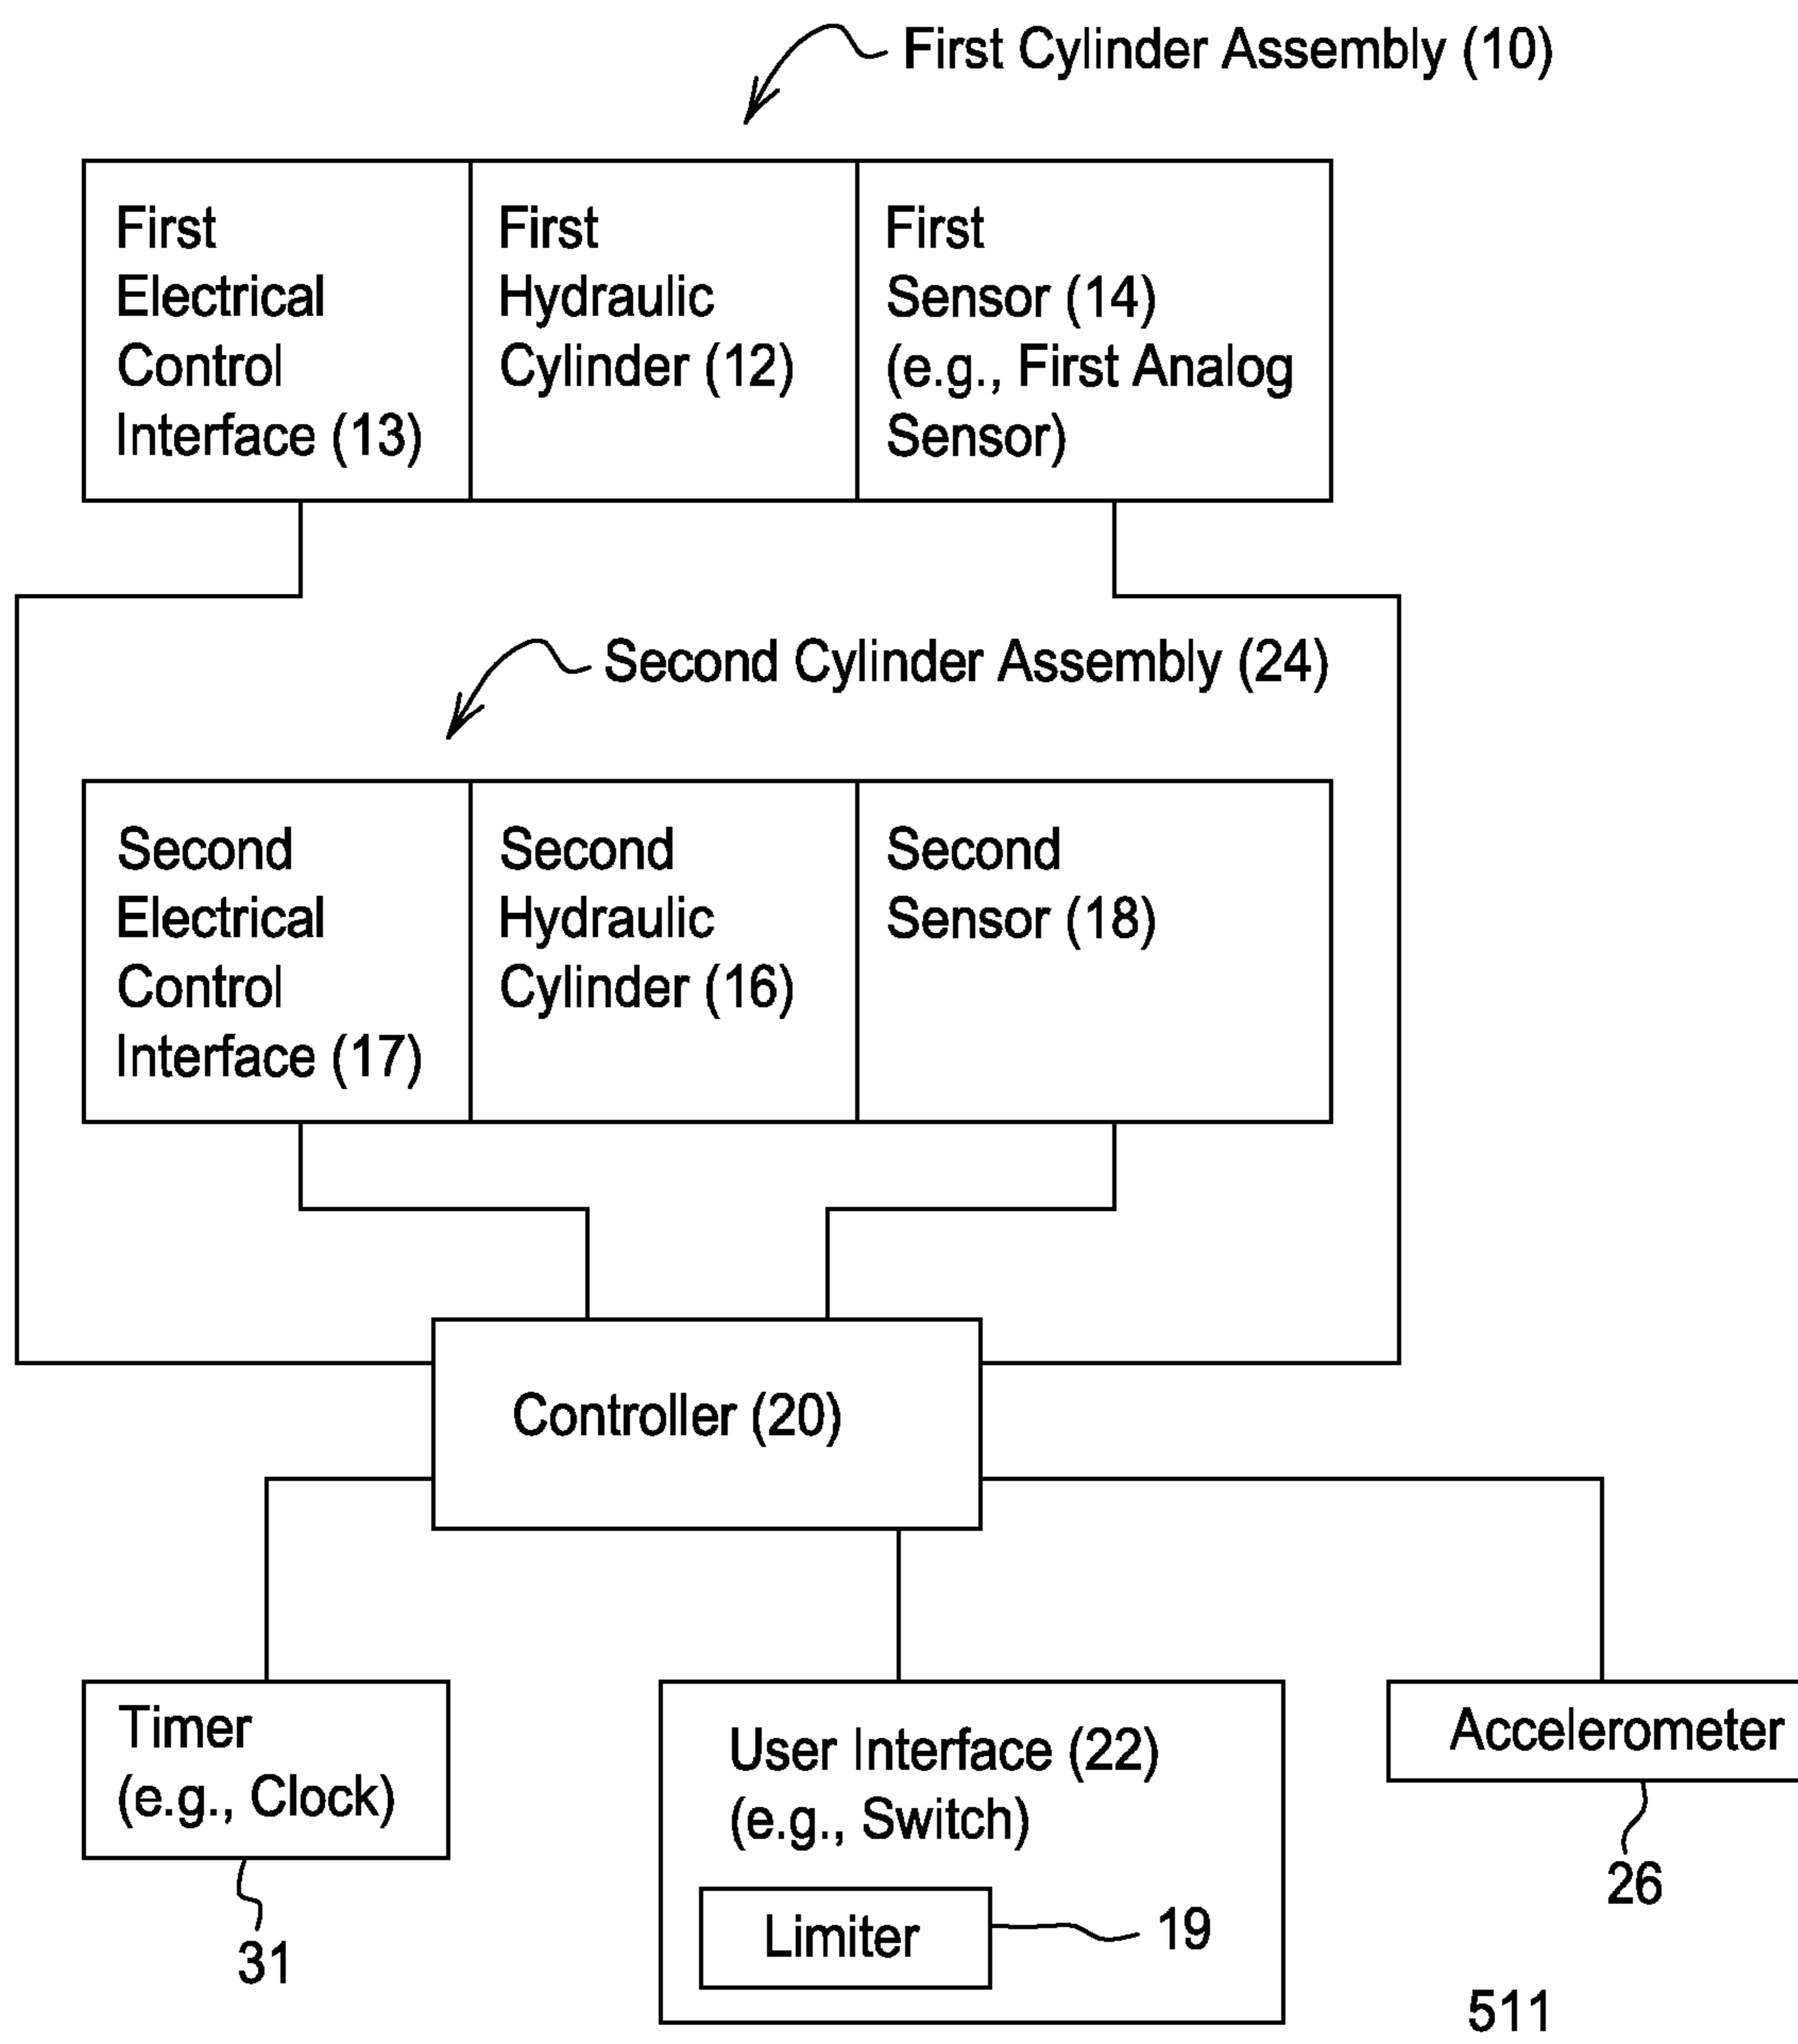 First Cylinder Assembly (10)
First
Electrical
Control
Interface (13)
First
Hydraulic
Cylinder (12)
First
Sensor (14)
(e.g., First Analog
Sensor)
Second Cylinder Assembly (24)
Second
Electrical
Control
Interface (17)
Second
Hydraulic
Cylinder (16)
Second
Sensor (18)
Controller (20)
Timer
(e.g., Clock)
31
User Interface (22)
(e.g., Switch)
Limiter
19
Accelerometer
26
511